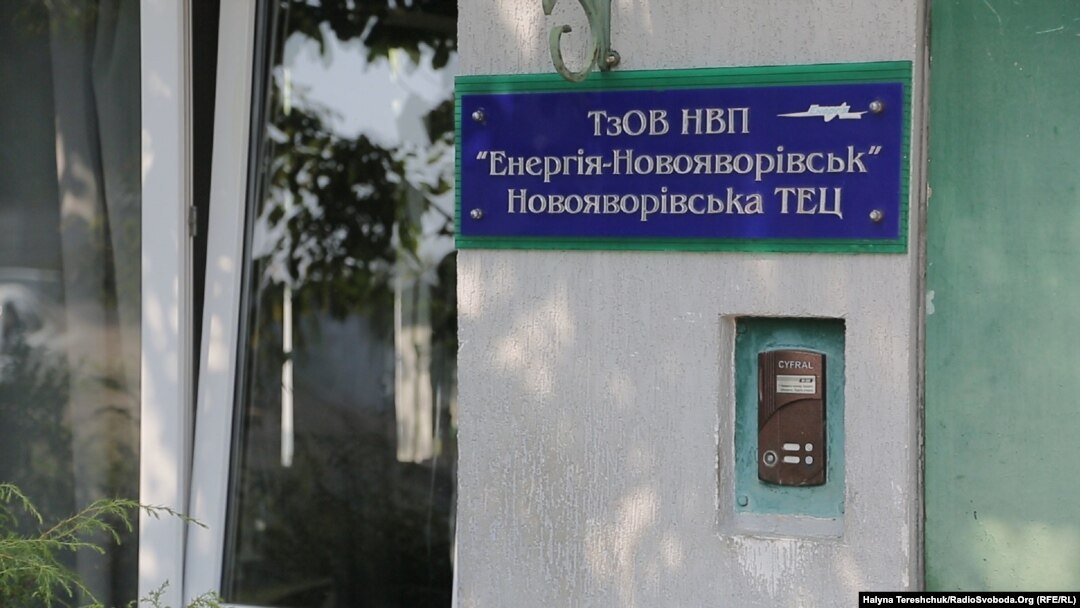 ТзОВ НВП
“Енергія-Новояворівськ”
Новояворівська ТЕЦ
CYFRAL
Halyna Tereshchuk/RadioSvoboda.Org (RFE/RL)